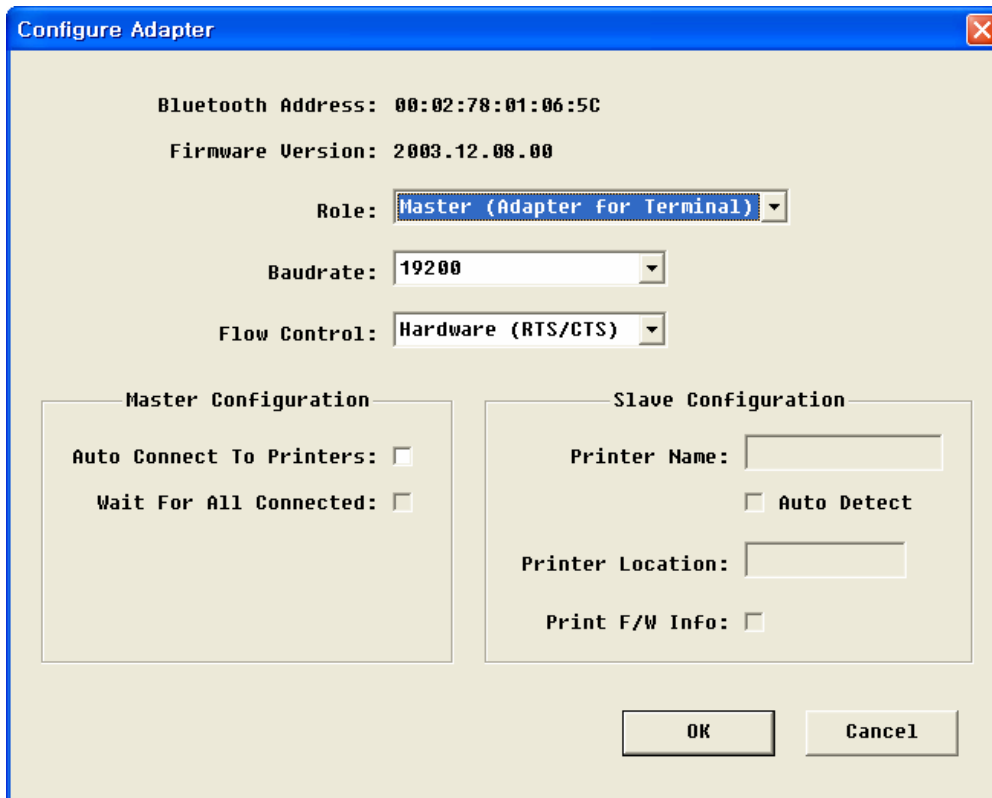 Configure Adapter
Bluetooth Address: 00:02:78:01:06:5C
Firmware Version: 2003.12.08.00
Role: Master (Adapter for Terminal)
Baudrate: 19200
Flow Control: Hardware (RTS/CTS)
Master Configuration
Auto Connect To Printers:
Wait For All Connected:
Slave Configuration
Printer Name:
Auto Detect
Printer Location:
Print F/W Info:
OK
Cancel